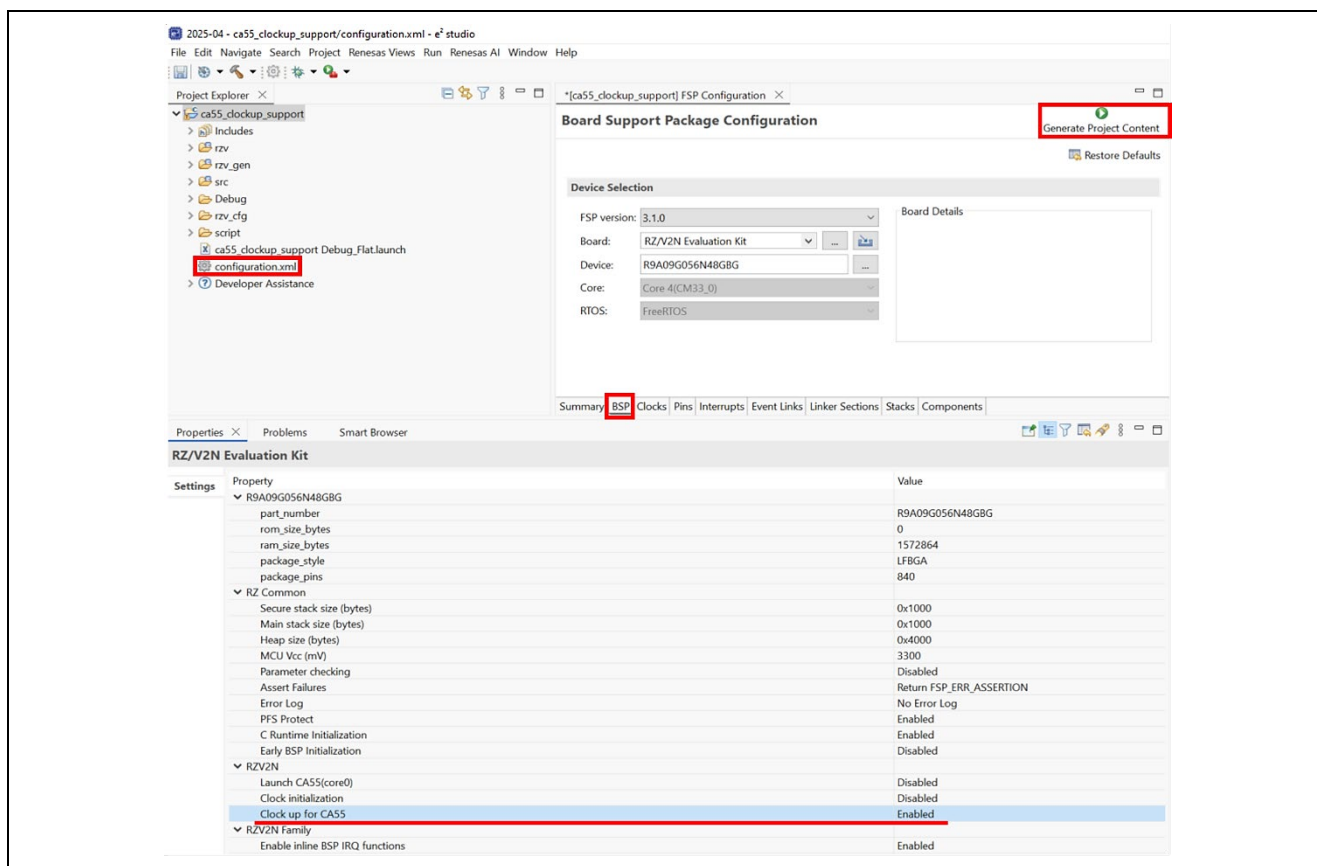 2025-04 - ca55_clockup_support/configuration.xml - e² studio
File Edit Navigate Search Project Renesas Views Run Renesas AI Window Help
Project Explorer
ca55_clockup_support
Includes
rzv
rzv_gen
src
Debug
rzv_cfg
script
ca55_clockup_support Debug_Flat.launch
configuration.xml
Developer Assistance
*[ca55_clockup_support] FSP Configuration
Board Support Package Configuration
Generate Project Content
Restore Defaults
Device Selection
FSP version: 3.1.0
Board: RZ/V2N Evaluation Kit ...
Device: R9A09G056N48GBG ...
Core: Core 4(CM33_0)
RTOS: FreeRTOS
Board Details
Summary BSP Clocks Pins Interrupts Event Links Linker Sections Stacks Components
Properties Problems Smart Browser
RZ/V2N Evaluation Kit
Settings
Property Value
R9A09G056N48GBG
part_number R9A09G056N48GBG
rom_size_bytes 0
ram_size_bytes 1572864
package_style LFBGA
package_pins 840
RZ Common
Secure stack size (bytes) 0x1000
Main stack size (bytes) 0x1000
Heap size (bytes) 0x4000
MCU Vcc (mV) 3300
Parameter checking Disabled
Assert Failures Return FSP_ERR_ASSERTION
Error Log No Error Log
PFS Protect Enabled
C Runtime Initialization Enabled
Early BSP Initialization Disabled
RZV2N
Launch CA55(core0) Disabled
Clock initialization Disabled
Clock up for CA55 Enabled
RZV2N Family
Enable inline BSP IRQ functions Enabled